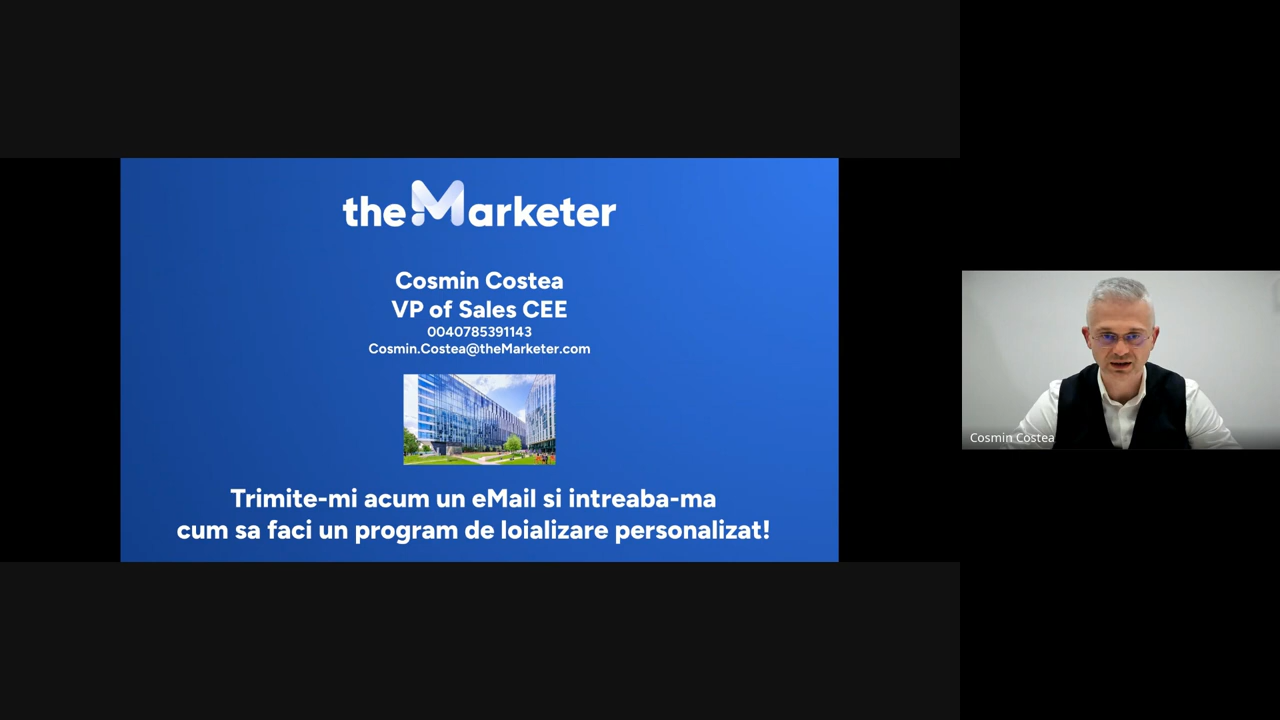 theMarketer
Cosmin Costea
VP of Sales CEE
0040785391143
Cosmin.Costea@theMarketer.com
Trimite-mi acum un eMail si intreaba-ma
cum sa faci un program de loializare personalizat!
Cosmin Costea